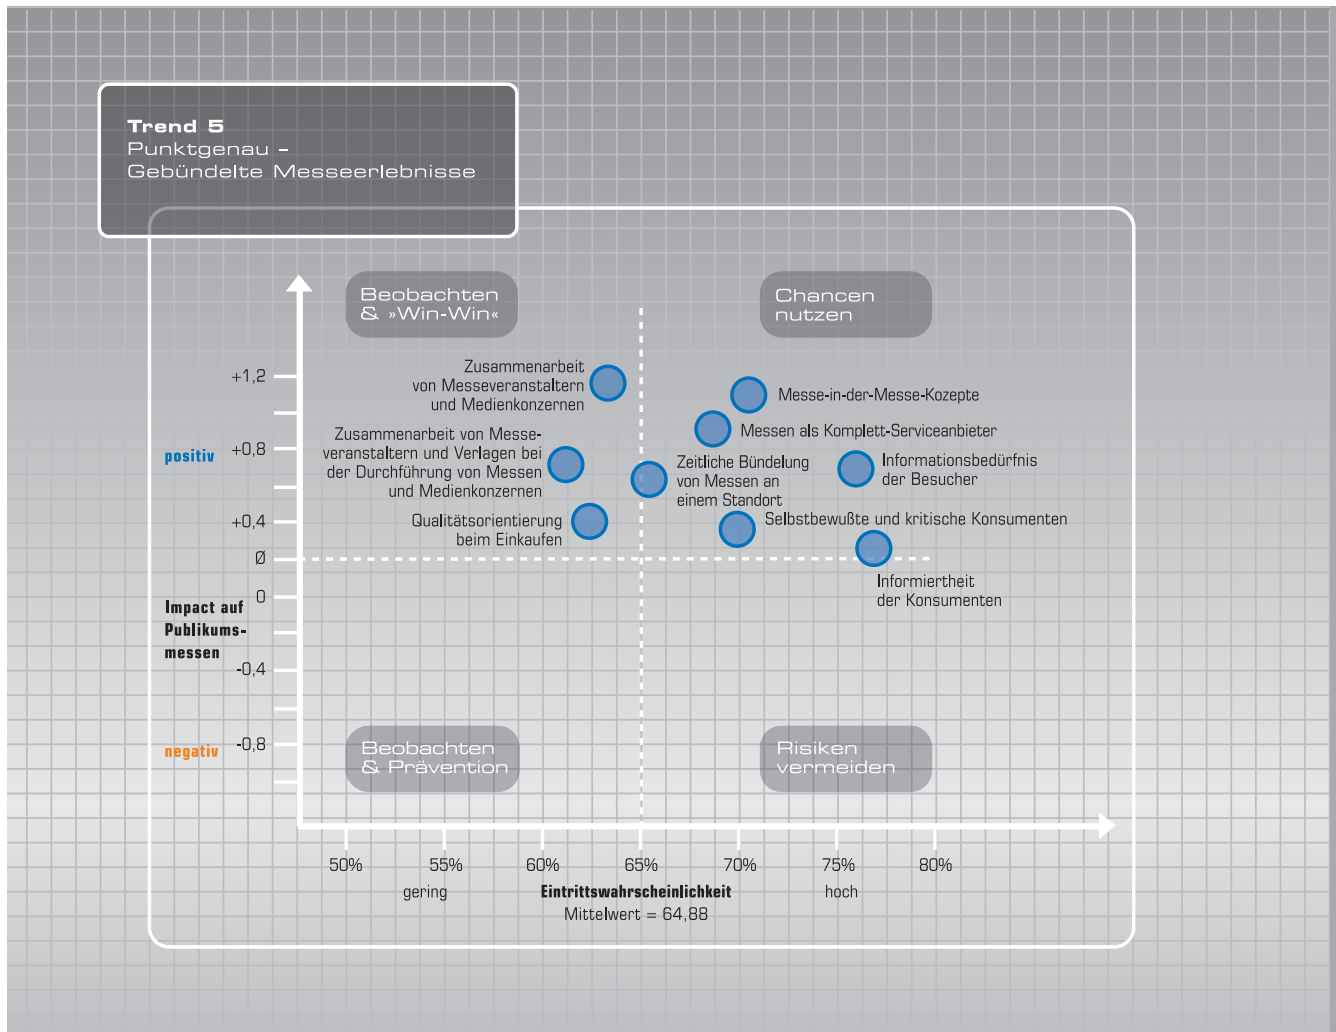 Trend 5
Punktgenau –
Gebündelte Messeerlebnisse
Beobachten
& »Win-Win«
Chancen
nutzen
Zusammenarbeit
von Messeveranstaltern
und Medienkonzernen
Messe-in-der-Messe-Kozepte
Messen als Komplett-Serviceanbieter
Zusammenarbeit von Messe-
veranstaltern und Verlagen bei
der Durchführung von Messen
und Medienkonzernen
Zeitliche Bündelung
von Messen an
einem Standort
Informationsbedürfnis
der Besucher
Qualitätsorientierung
beim Einkaufen
Selbstbewußte und kritische Konsumenten
Informiertheit
der Konsumenten
+1,2
+0,8
+0,4
Ø
0
-0,4
-0,8
positiv
Impact auf
Publikums-
messen
negativ
Beobachten
& Prävention
Risiken
vermeiden
50%
55%
60%
65%
70%
75%
80%
gering
Eintrittswahrscheinlichkeit
hoch
Mittelwert = 64,88